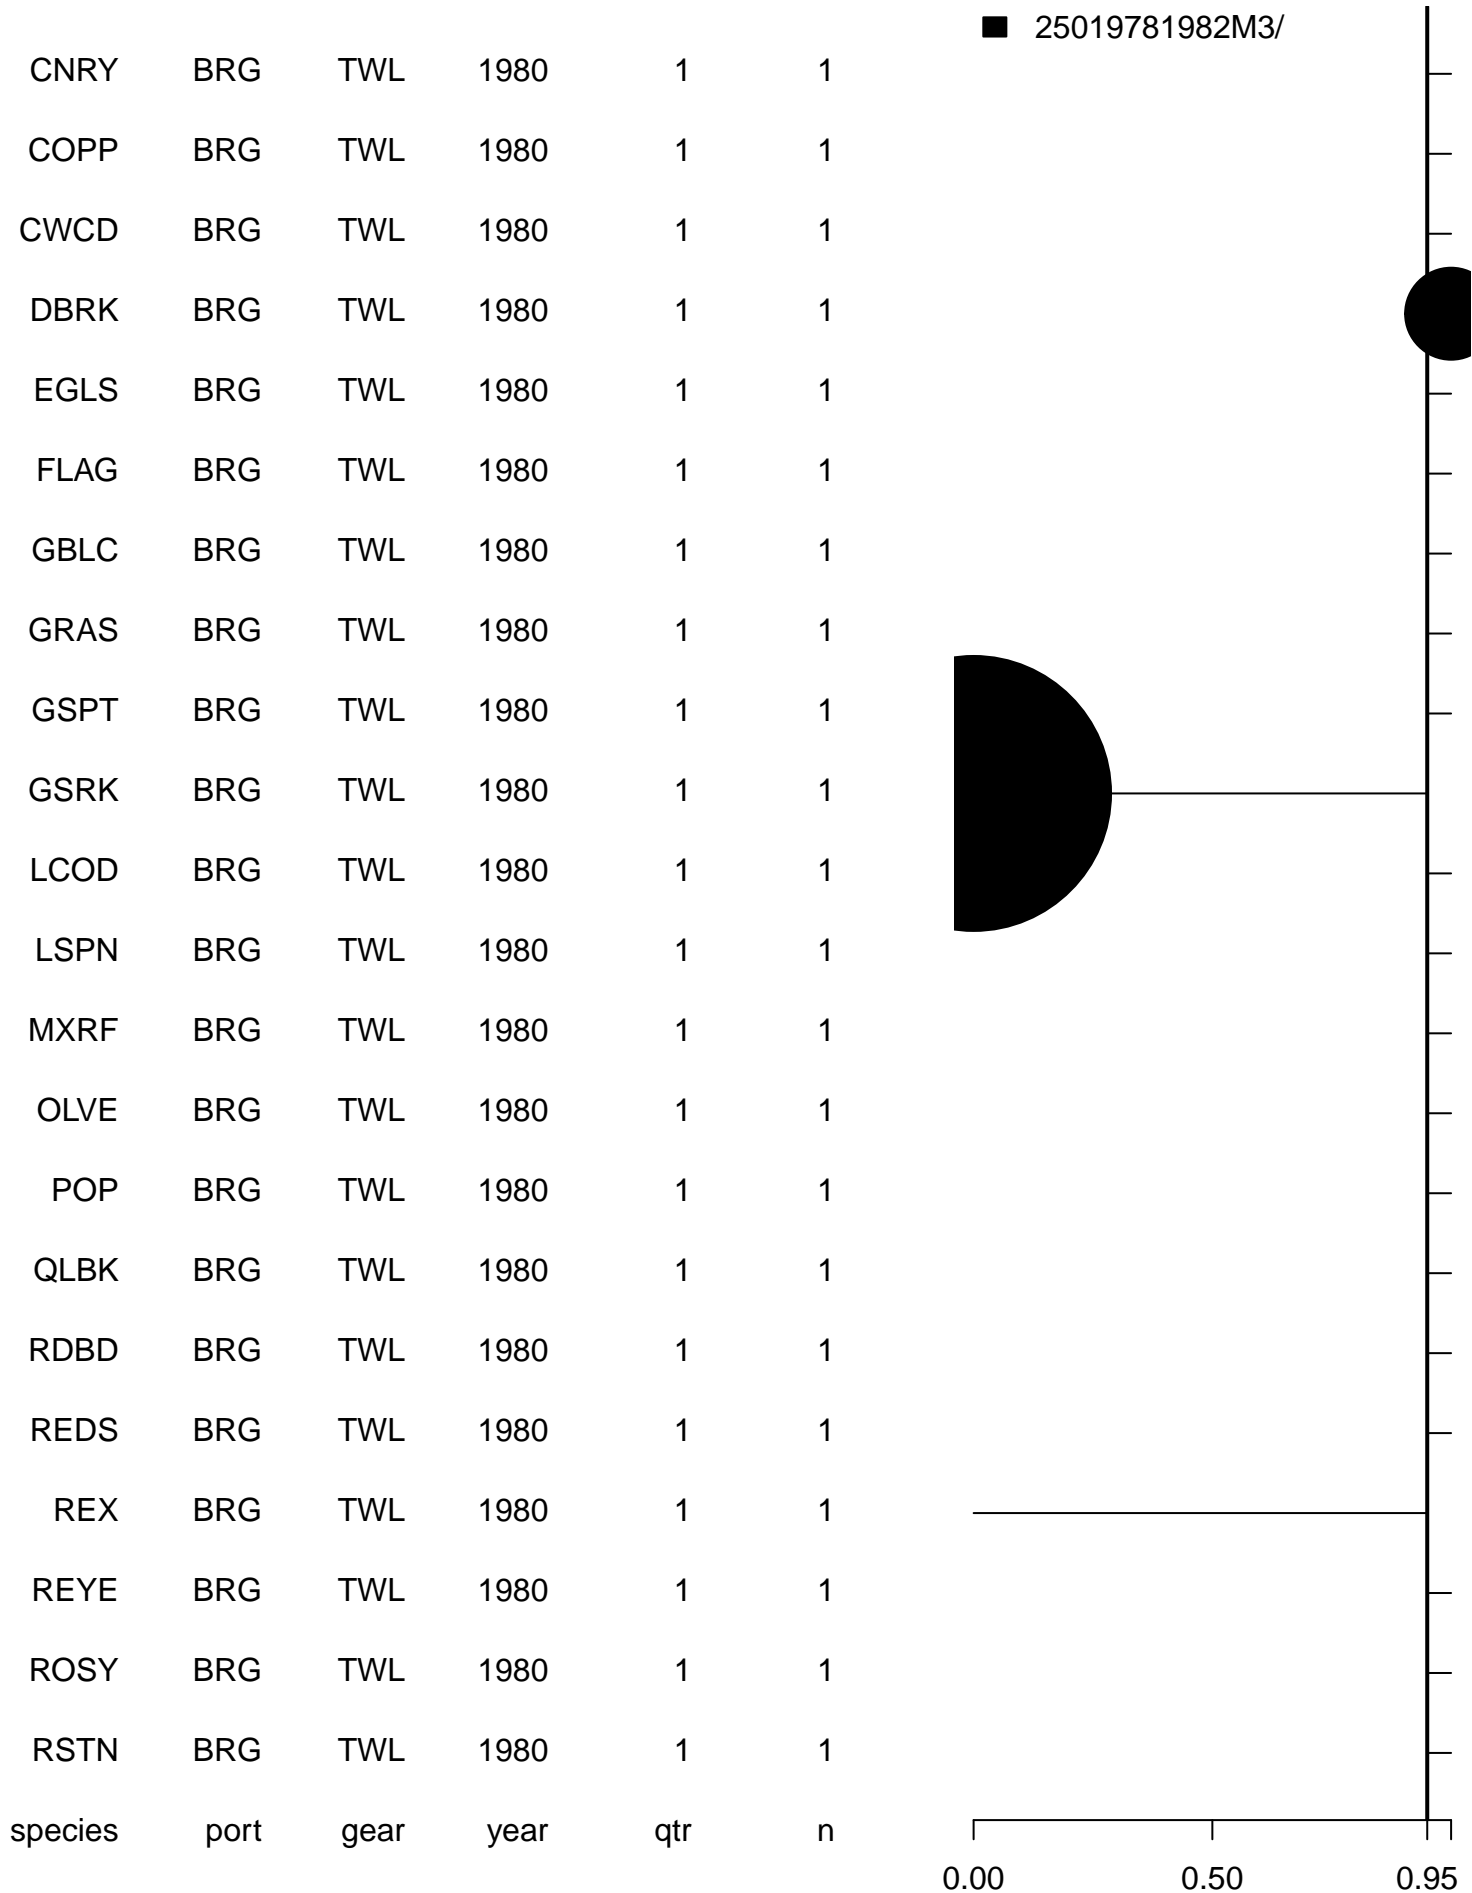 25019781982M3/
CNRY BRG TWL 1980 1 1
COPP BRG TWL 1980 1 1
CWCD BRG TWL 1980 1 1
DBRK BRG TWL 1980 1 1
EGLS BRG TWL 1980 1 1
FLAG BRG TWL 1980 1 1
GBLC BRG TWL 1980 1 1
GRAS BRG TWL 1980 1 1
GSPT BRG TWL 1980 1 1
GSRK BRG TWL 1980 1 1
LCOD BRG TWL 1980 1 1
LSPN BRG TWL 1980 1 1
MXRF BRG TWL 1980 1 1
OLVE BRG TWL 1980 1 1
POP BRG TWL 1980 1 1
QLBK BRG TWL 1980 1 1
RDBD BRG TWL 1980 1 1
REDS BRG TWL 1980 1 1
REX BRG TWL 1980 1 1
REYE BRG TWL 1980 1 1
ROSY BRG TWL 1980 1 1
RSTN BRG TWL 1980 1 1
species port gear year qtr n
0.00 0.50 0.95